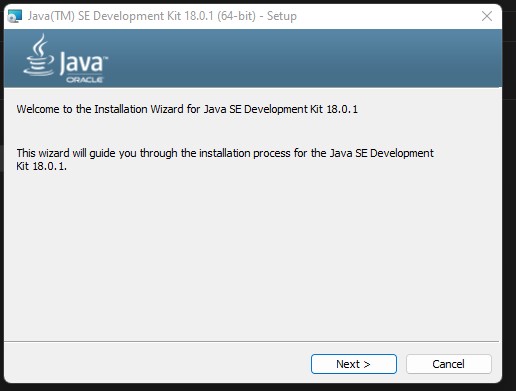 Java(TM) SE Development Kit 18.0.1 (64-bit) - Setup
Java™
ORACLE
Welcome to the Installation Wizard for Java SE Development Kit 18.0.1
This wizard will guide you through the installation process for the Java SE Development
Kit 18.0.1.
Next >
Cancel